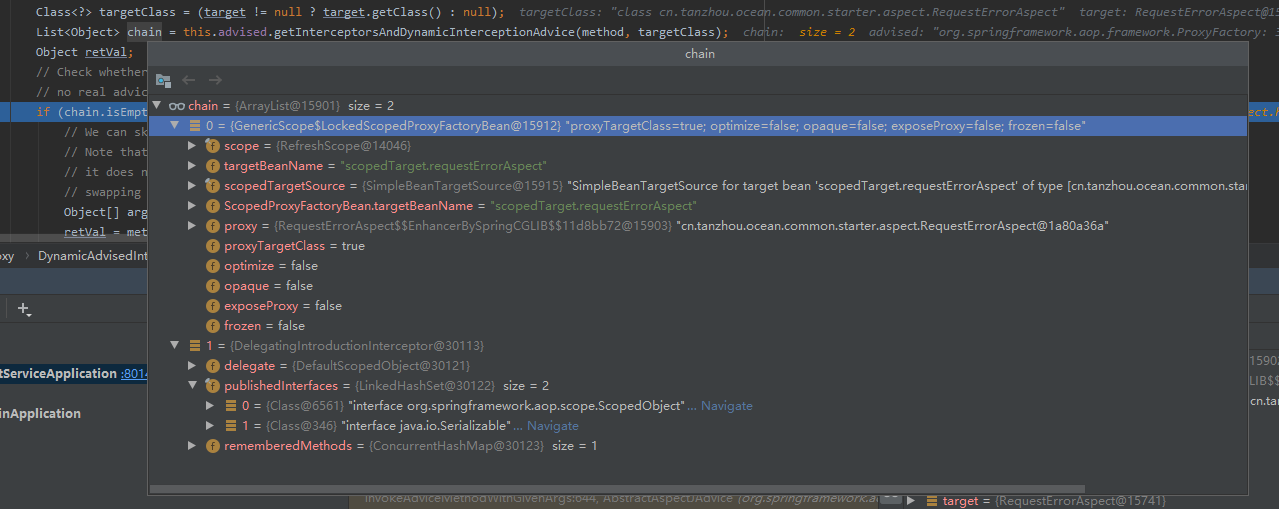 Class<?> targetClass = (target != null ? target.getClass() : null); targetClass: "class cn.tanzhou.ocean.common.starter.aspect.RequestErrorAspect" target: RequestErrorAspect@15
List<Object> chain = this.advised.getInterceptorsAndDynamicInterceptionAdvice(method, targetClass); chain: size = 2 advised: "org.springframework.aop.framework.ProxyFactory: 3
Object retVal;
chain
// Check whether
// no real advic
chain = {ArrayList@15901} size = 2
if (chain.isEmpt
0 = {GenericScope$LockedScopedProxyFactoryBean@15912} "proxyTargetClass=true; optimize=false; opaque=false; exposeProxy=false; frozen=false"
// We can sk
scope = {RefreshScope@14046}
// Note that
targetBeanName = "scopedTarget.requestErrorAspect"
// it does n
scopedTargetSource = {SimpleBeanTargetSource@15915} "SimpleBeanTargetSource for target bean 'scopedTarget.requestErrorAspect' of type [cn.tanzhou.ocean.common.sta
// swapping
ScopedProxyFactoryBean.targetBeanName = "scopedTarget.requestErrorAspect"
Object[] arg
proxy = {RequestErrorAspect$$EnhancerBySpringCGLIB$$11d8bb72@15903} "cn.tanzhou.ocean.common.starter.aspect.RequestErrorAspect@1a80a36a"
retVal = met
proxyTargetClass = true
oxy > DynamicAdvisedInt
optimize = false
opaque = false
exposeProxy = false
frozen = false
1 = {DelegatingIntroductionInterceptor@30113}
delegate = {DefaultScopedObject@30121}
tServiceApplication :8014
publishedInterfaces = {LinkedHashSet@30122} size = 2
0 = {Class@6561} "interface org.springframework.aop.scope.ScopedObject"... Navigate
inApplication
1 = {Class@346} "interface java.io.Serializable"... Navigate
rememberedMethods = {ConcurrentHashMap@30123} size = 1
invokeAdviceMethodWithGivenArgs:644, AbstractAspectJAdvice (org.springframework.ao
target = {RequestErrorAspect@15741}